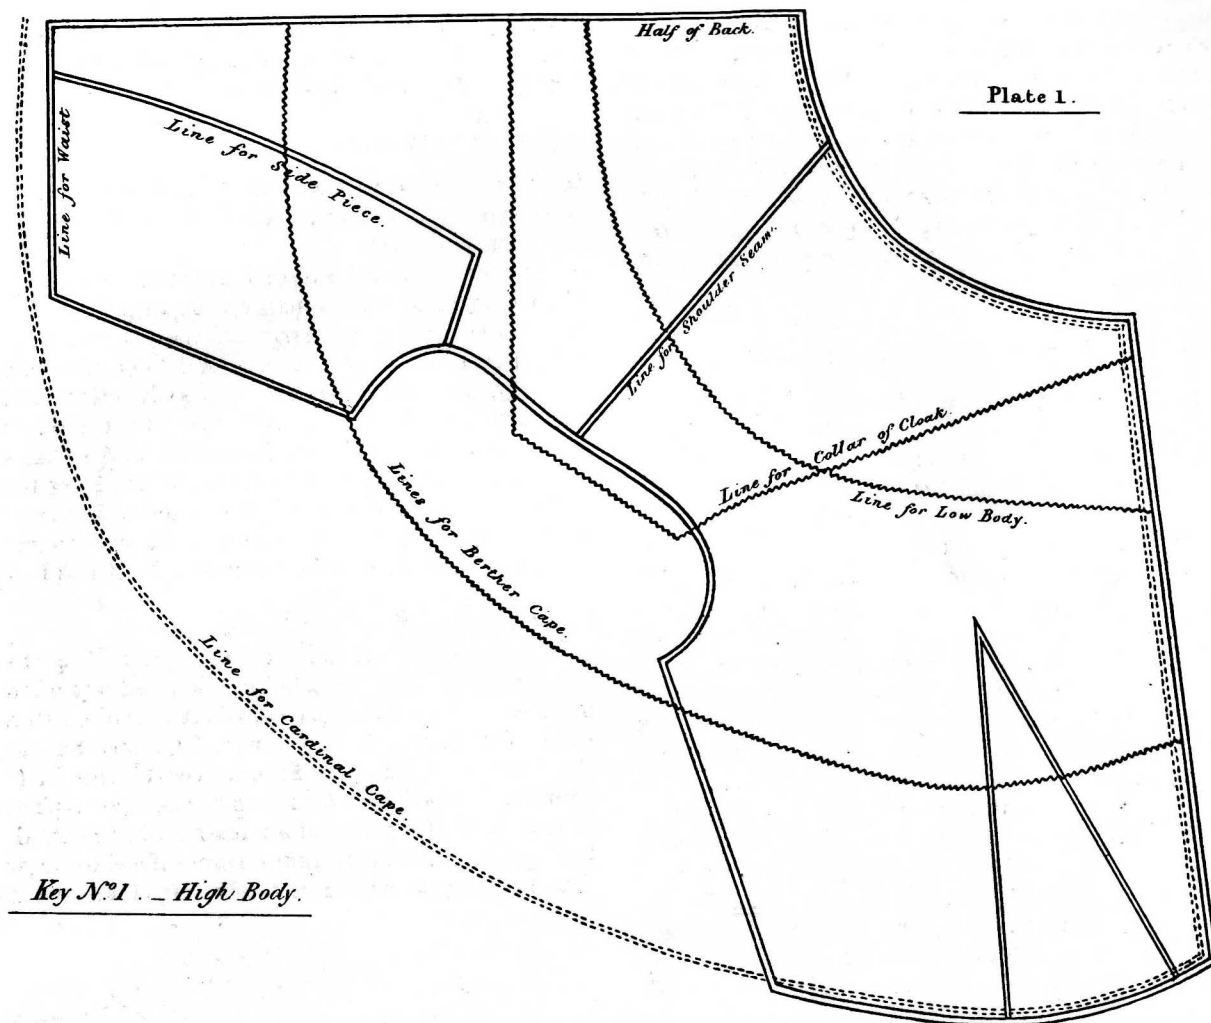 Half of Back.
Plate 1.
Line for Waist
Line for Side Piece.
Line for Shoulder Seam.
Line for Collar of Cloak.
Line for Low Body.
Lines for Berther Cape.
Line for Cardinal Cape.
Key No. 1. _ High Body.